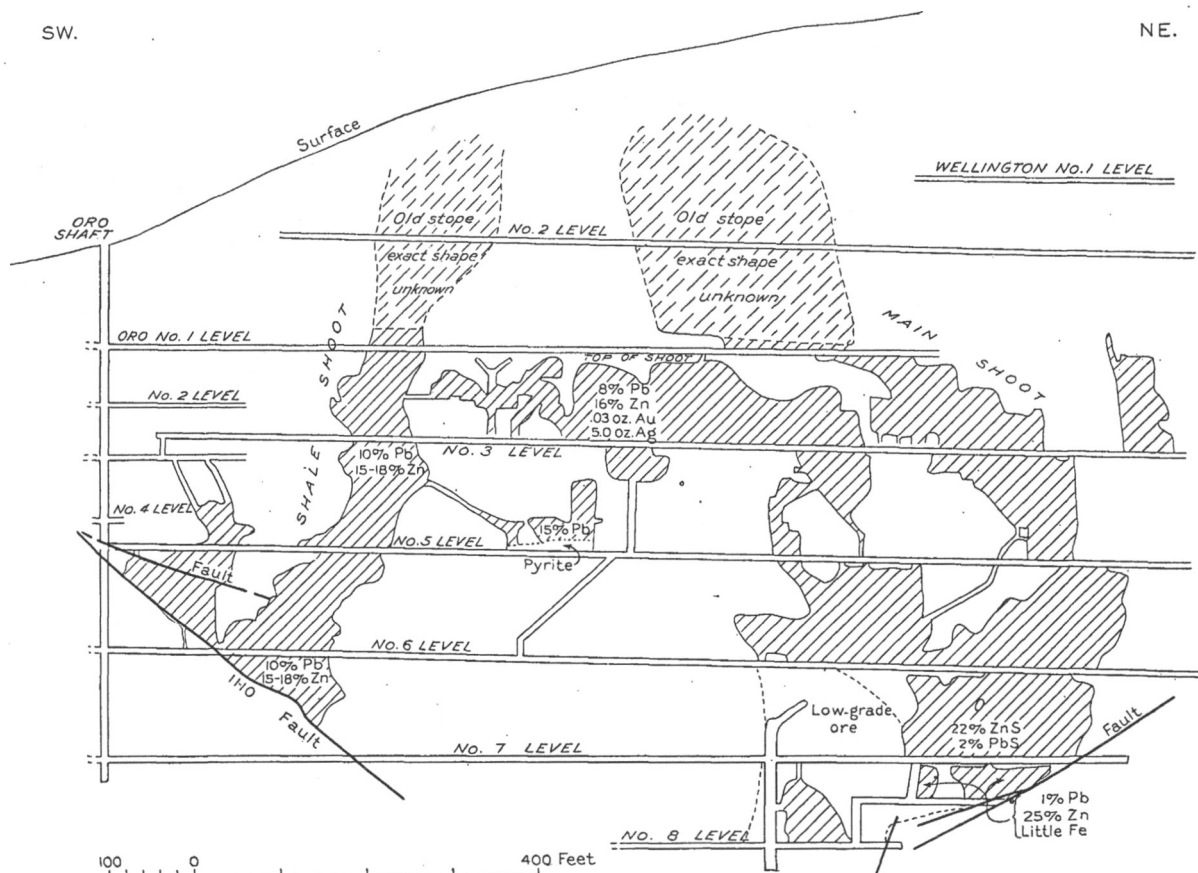 SW.
NE.
Surface
WELLINGTON No.1 LEVEL
ORO
SHAFT
Old stope
exact shape
unknown
No. 2 LEVEL
Old stope
exact shape
unknown
ORO No. 1 LEVEL
SHALE SHOOT
MAIN SHOOT
TOP OF SHOOT
No. 2 LEVEL
8% Pb
16% Zn
.03 oz. Au
5.0 oz. Ag
No. 3 LEVEL
10% Pb
15-18% Zn
No. 4 LEVEL
15% Pb
No. 5 LEVEL
Pyrite
Fault
No. 6 LEVEL
10% Pb
15-18% Zn
IHO Fault
Low-grade
ore
22% ZnS
2% PbS
Fault
No. 7 LEVEL
1% Pb
25% Zn
Little Fe
No. 8 LEVEL
100 0 400 Feet